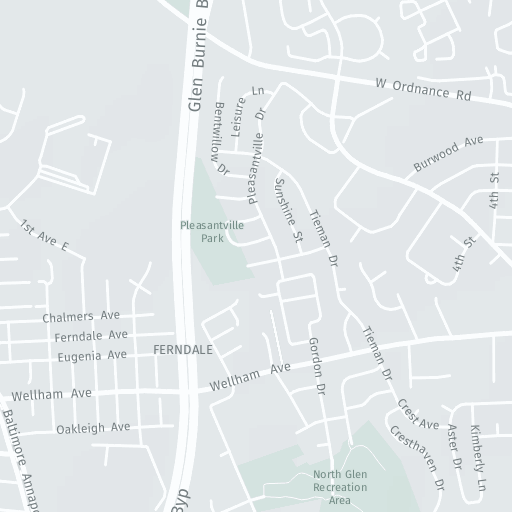 Glen Burnie B
W Ordnance Rd
Leisure Ln
Bentwillow Dr
Pleasantville Dr
Burwood Ave
4th St
Sunshine St
Tieman Dr
1st Ave E
Pleasantville
Park
4th St
Chalmers Ave
Ferndale Ave
Eugenia Ave
FERNDALE
Gordon Dr
Tieman Dr
Wellham Ave
Wellham Ave
Oakleigh Ave
Baltimore Annapo
Crest Ave
Cresthaven Dr
Aster Dr
Kimberly Ln
North Glen
Recreation
Area
Byp